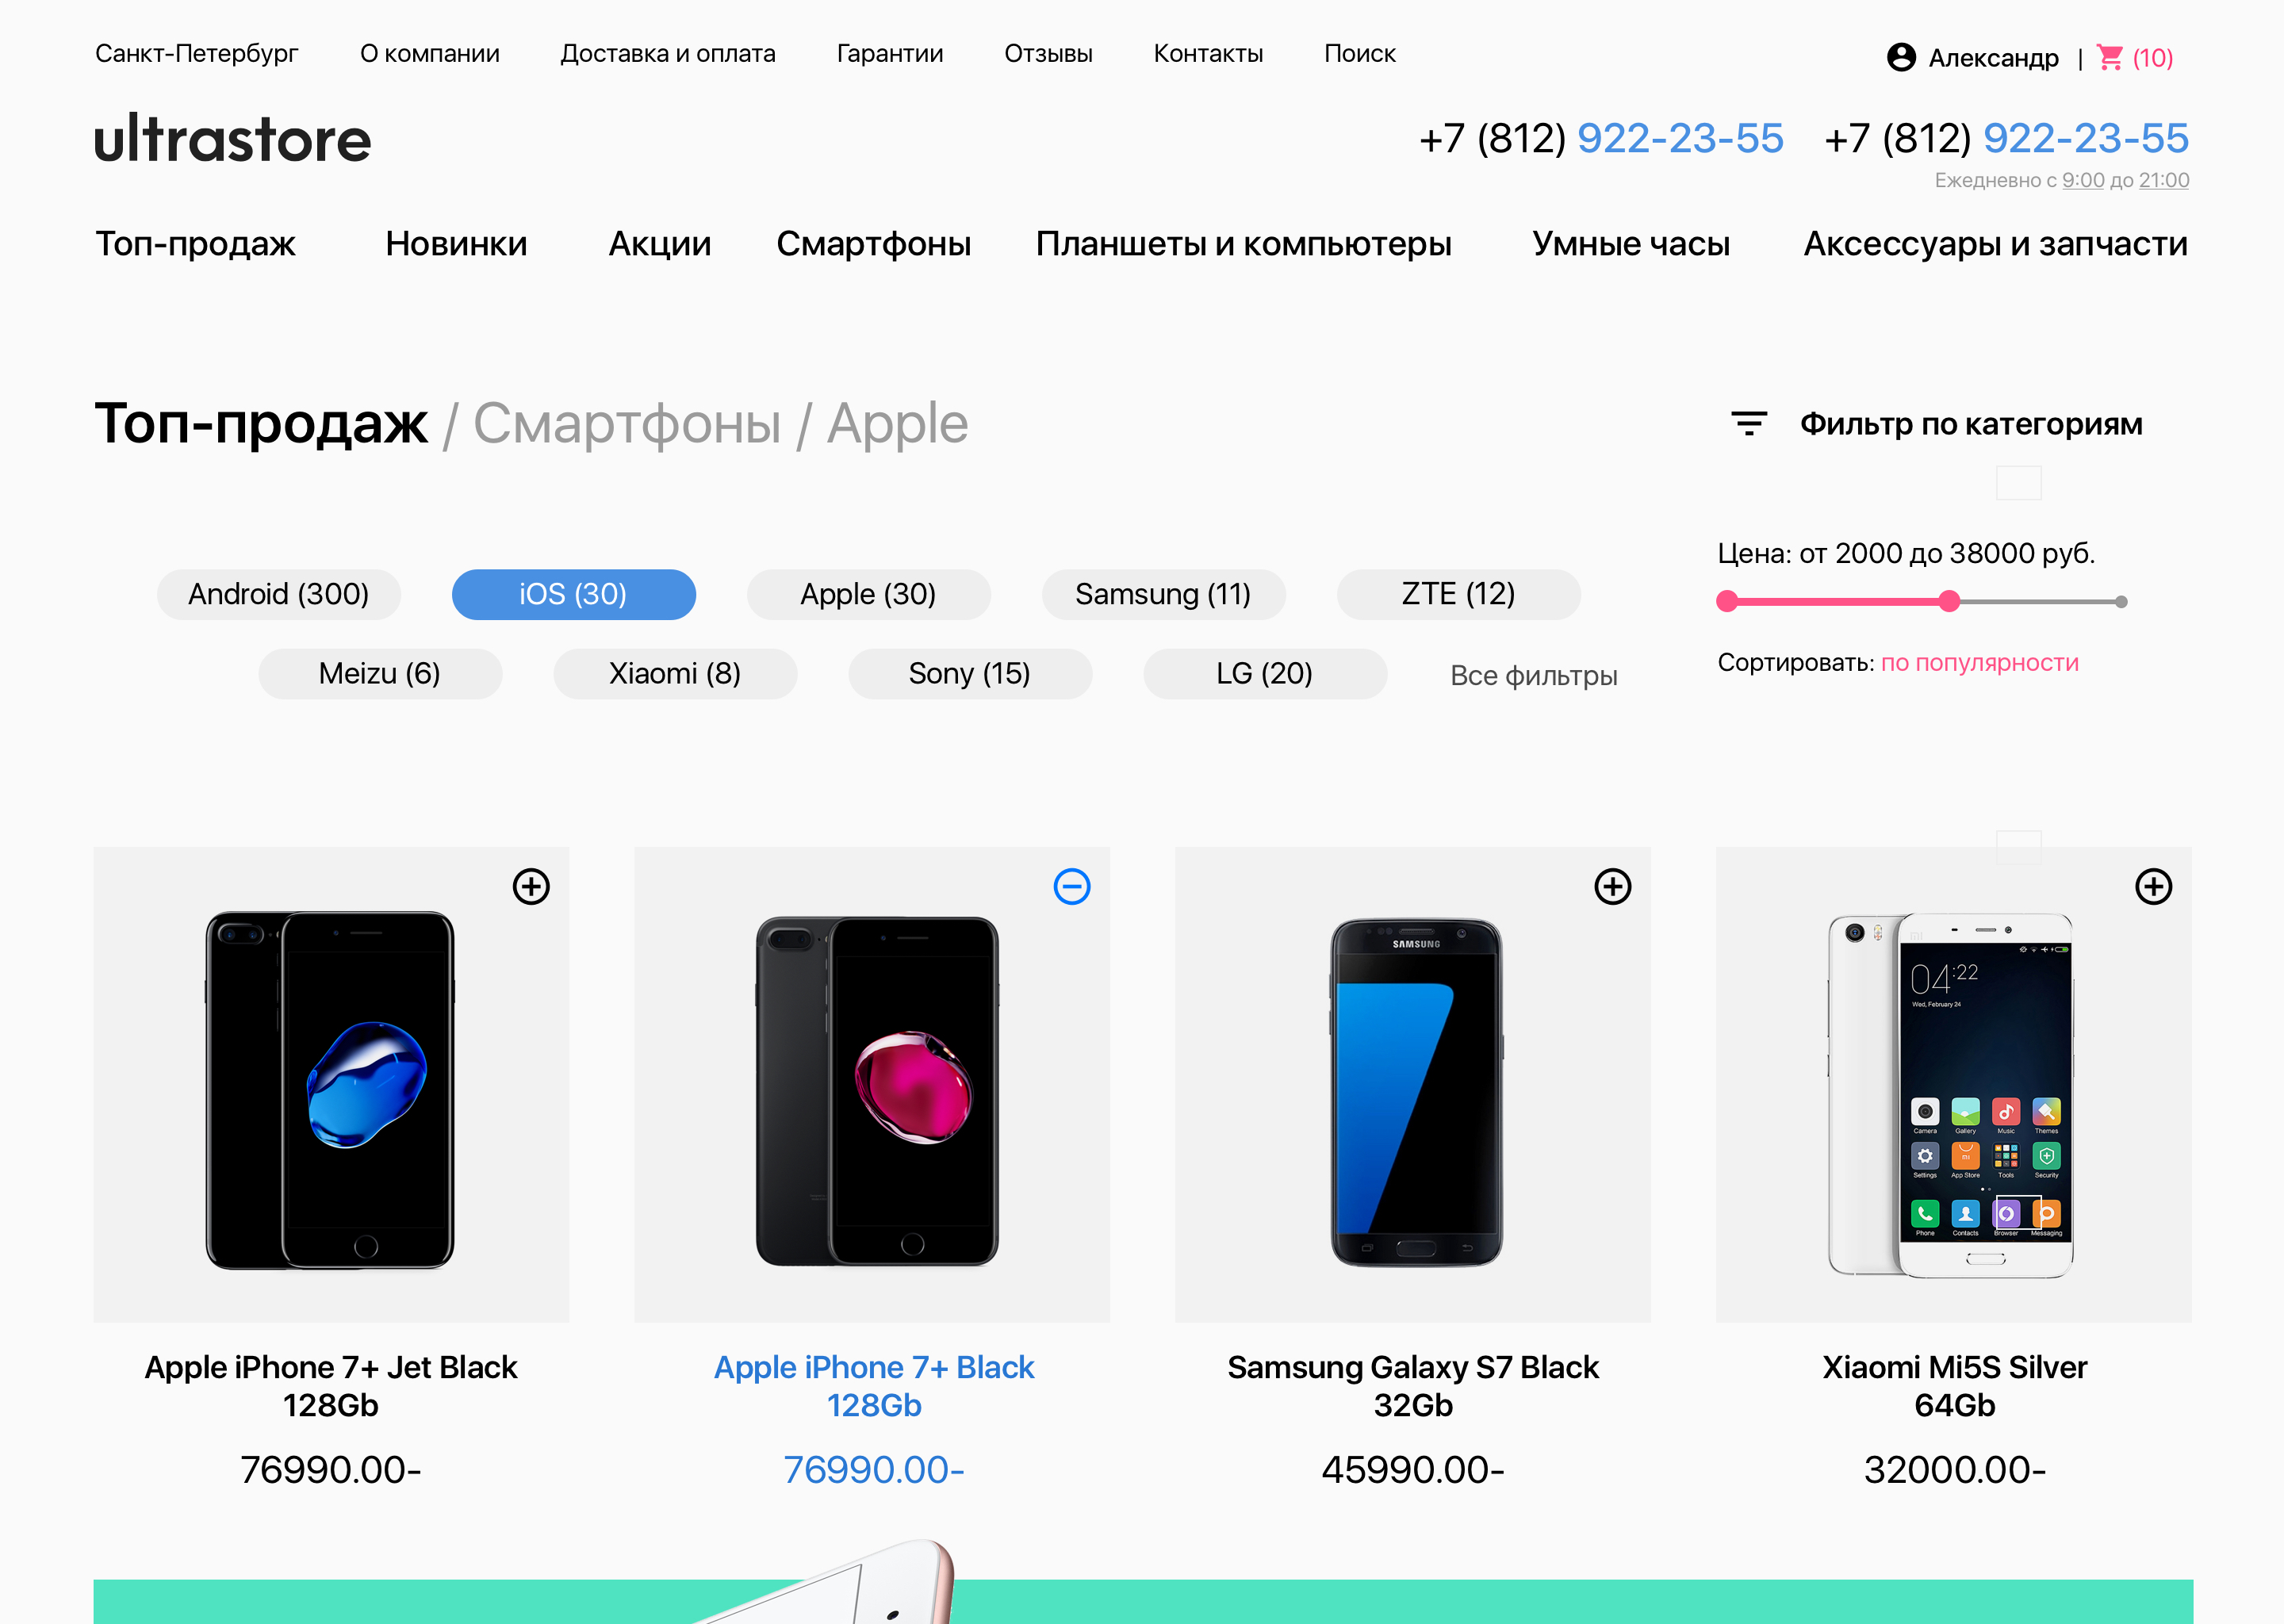 Санкт-Петербург О компании Доставка и оплата Гарантии Отзывы Контакты Поиск Александр | (10)
ultrastore +7 (812) 922-23-55 +7 (812) 922-23-55
Ежедневно с 9:00 до 21:00
Топ-продаж Новинки Акции Смартфоны Планшеты и компьютеры Умные часы Аксессуары и запчасти
Топ-продаж / Смартфоны / Apple
Фильтр по категориям
Цена: от 2000 до 38000 руб.
Android (300) iOS (30) Apple (30) Samsung (11) ZTE (12)
Meizu (6) Xiaomi (8) Sony (15) LG (20) Все фильтры
Сортировать: по популярности
SAMSUNG
04:22
Wed, February 24
Camera Gallery Music Themes
Settings App Store Tools Security
Phone Contacts Browser Messaging
Apple iPhone 7+ Jet Black
128Gb
76990.00-
Apple iPhone 7+ Black
128Gb
76990.00-
Samsung Galaxy S7 Black
32Gb
45990.00-
Xiaomi Mi5S Silver
64Gb
32000.00-